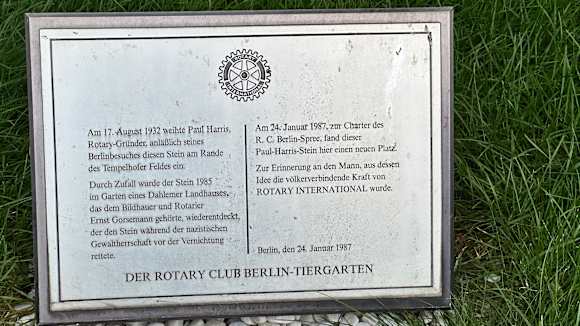 ROTARY
INTERNATIONAL
Am 17. August 1932 weihte Paul Harris,
Rotary-Gründer, anläßlich seines
Berlinbesuches diesen Stein am Rande
des Tempelhofer Feldes ein.
Durch Zufall wurde der Stein 1985
im Garten eines Dahlemer Landhauses,
das dem Bildhauer und Rotarier
Ernst Gorsemann gehörte, wiederentdeckt,
der den Stein während der nazistischen
Gewaltherrschaft vor der Vernichtung
rettete.
Am 24. Januar 1987, zur Charter des
R. C. Berlin-Spree, fand dieser
Paul-Harris-Stein hier einen neuen Platz.
Zur Erinnerung an den Mann, aus dessen
Idee die völkerverbindende Kraft von
ROTARY INTERNATIONAL wurde.
Berlin, den 24. Januar 1987
DER ROTARY CLUB BERLIN-TIERGARTEN